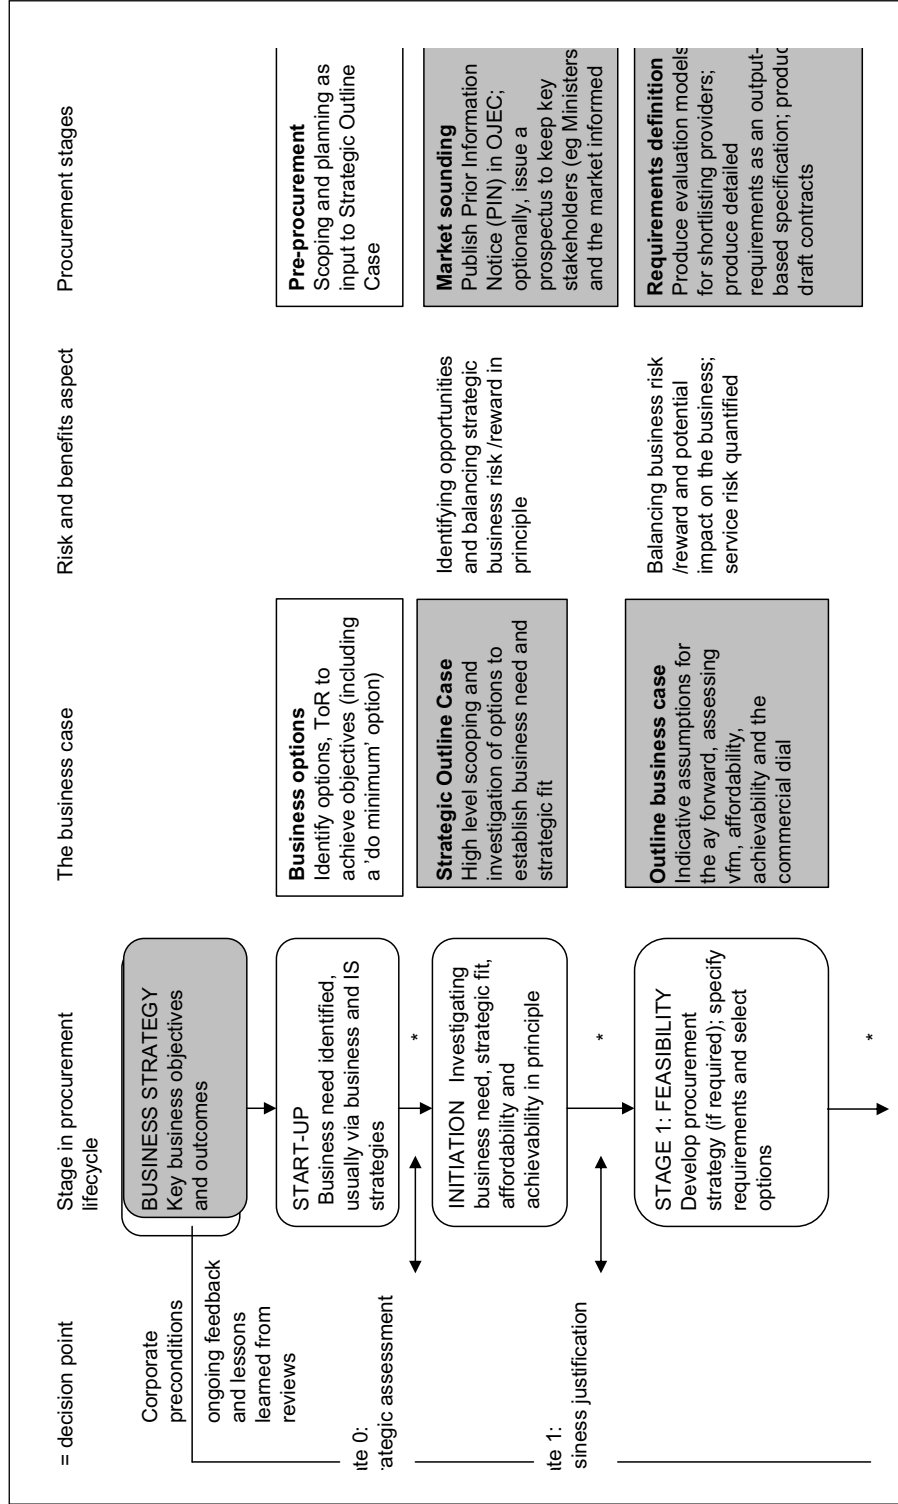 = decision point
Stage in procurement
lifecycle
The business case
Risk and benefits aspect
Procurement stages
Corporate
preconditions
BUSINESS STRATEGY
Key business objectives
and outcomes
ongoing feedback
and lessons
learned from
reviews
START-UP
Business need identified,
usually via business and IS
strategies
Business options
Identify options, ToR to
achieve objectives (including
a 'do minimum' option)
Pre-procurement
Scoping and planning as
input to Strategic Outline
Case
te 0:
rategic assessment
*
INITIATION Investigating
business need, strategic fit,
affordability and
achievability in principle
Strategic Outline Case
High level scoping and
investigation of options to
establish business need and
strategic fit
Identifying opportunities
and balancing strategic
business risk /reward in
principle
Market sounding
Publish Prior Information
Notice (PIN) in OJEC;
optionally, issue a
prospectus to keep key
stakeholders (eg Ministers
and the market informed
te 1:
siness justification
*
STAGE 1: FEASIBILITY
Develop procurement
strategy (if required); specify
requirements and select
options
Outline business case
Indicative assumptions for
the ay forward, assessing
vfm, affordability,
achievability and the
commercial dial
Balancing business risk
/reward and potential
impact on the business;
service risk quantified
Requirements definition
Produce evaluation models
for shortlisting providers;
produce detailed
requirements as an output-
based specification; produc
draft contracts
*